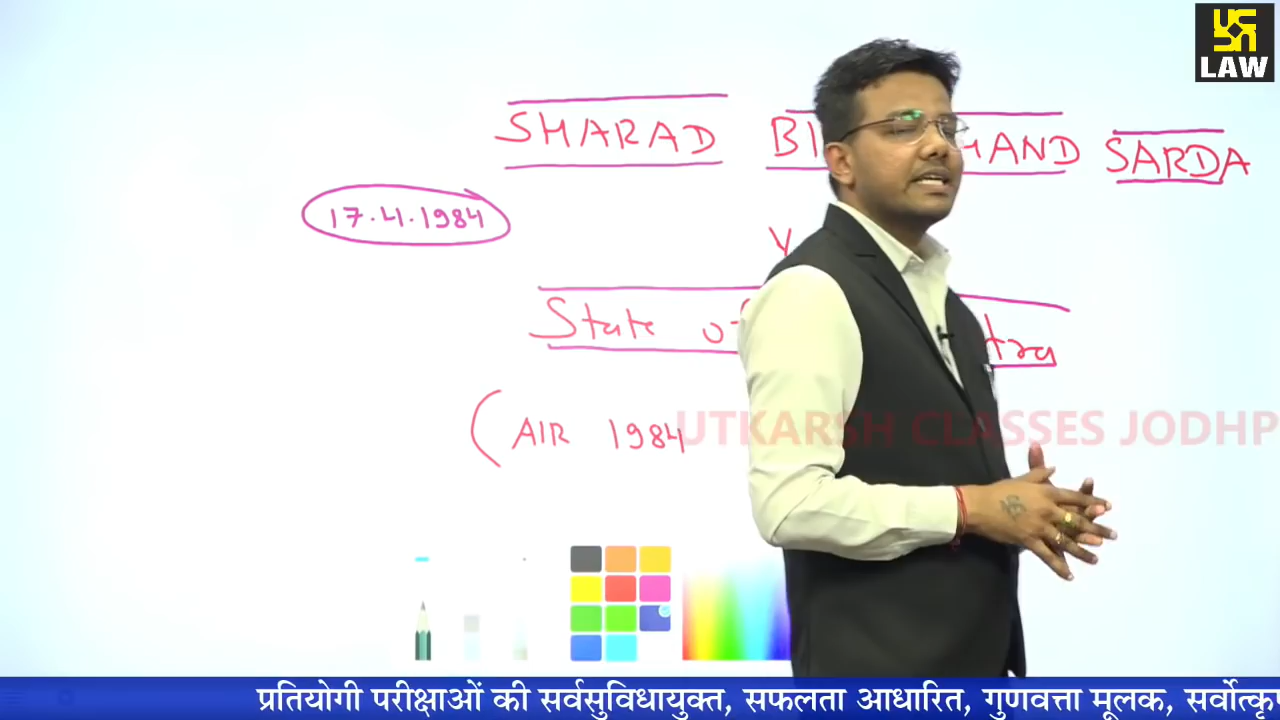 LAW
SHARAD BI HAND SARDA
17.4.1984
V
State of tra
(AIR 1984
UTKARSH CLASSES JODHP
प्रतियोगी परीक्षाओं की सर्वसुविधायुक्त, सफलता आधारित, गुणवत्ता मूलक, सर्वोत्कृ